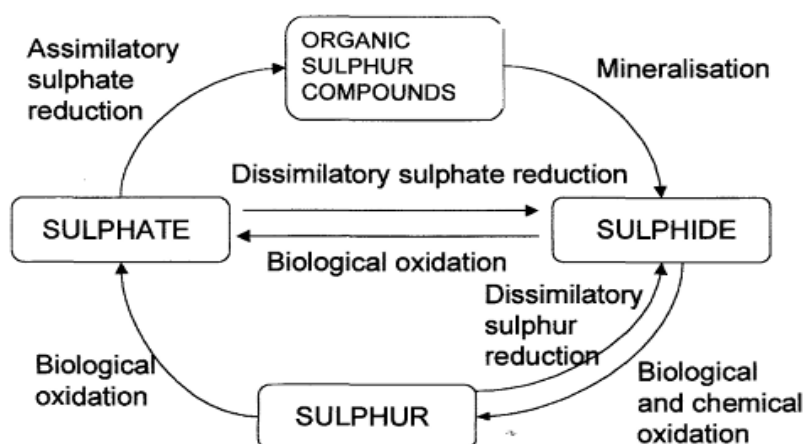 Assimilatory
sulphate
reduction
ORGANIC
SULPHUR
COMPOUNDS
Mineralisation
Dissimilatory sulphate reduction
SULPHATE
SULPHIDE
Biological oxidation
Dissimilatory
sulphur
reduction
Biological
oxidation
SULPHUR
Biological
and chemical
oxidation